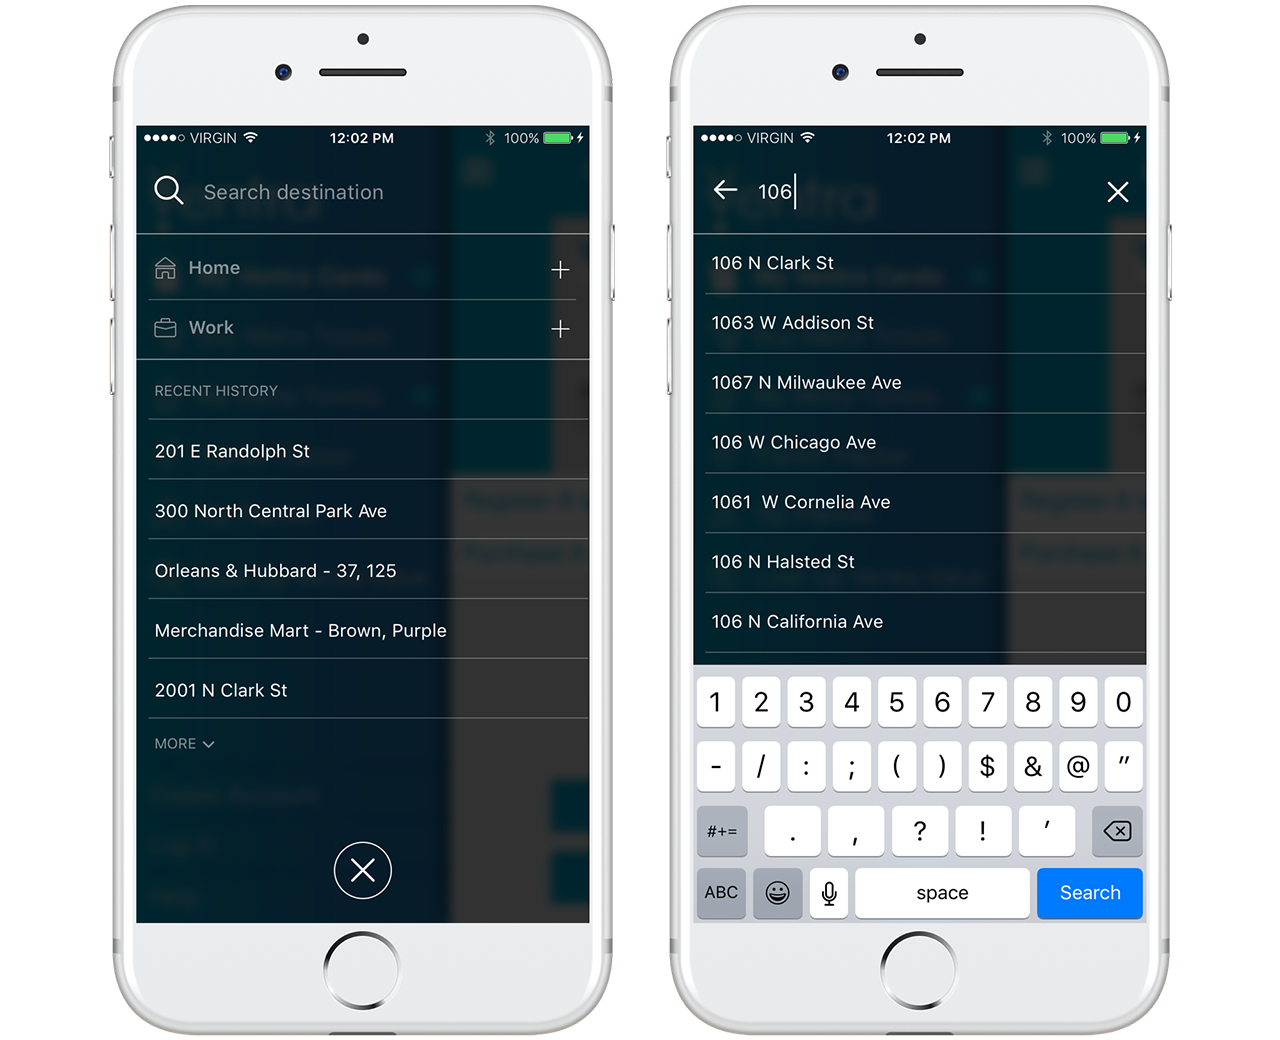 VIRGIN 12:02 PM 100%
Search destination
Home
Work
RECENT HISTORY
201 E Randolph St
300 North Central Park Ave
Orleans & Hubbard - 37, 125
Merchandise Mart - Brown, Purple
2001 N Clark St
MORE
VIRGIN 12:02 PM 100%
106
106 N Clark St
1063 W Addison St
1067 N Milwaukee Ave
106 W Chicago Ave
1061  W Cornelia Ave
106 N Halsted St
106 N California Ave
1 2 3 4 5 6 7 8 9 0
- / : ; ( ) $ & @ ”
#+= . , ? ! ’
ABC space Search